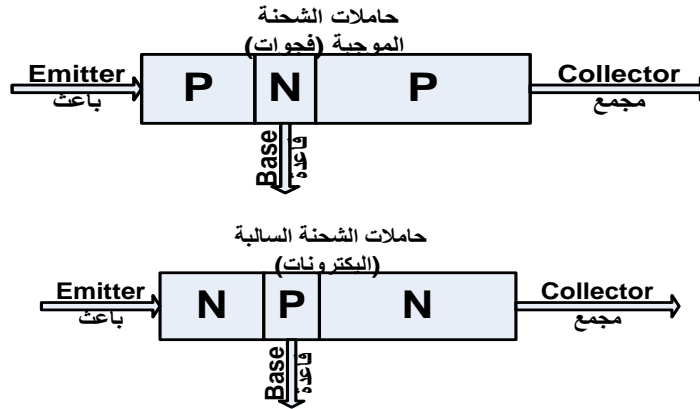 حاملات الشحنة
الموجبة (فجوات)
Emitter
باعث
P N P
Collector
مجمع
Base
قاعدة
حاملات الشحنة السالبة
(اليكترونات)
Emitter
باعث
N P N
Collector
مجمع
Base
قاعدة